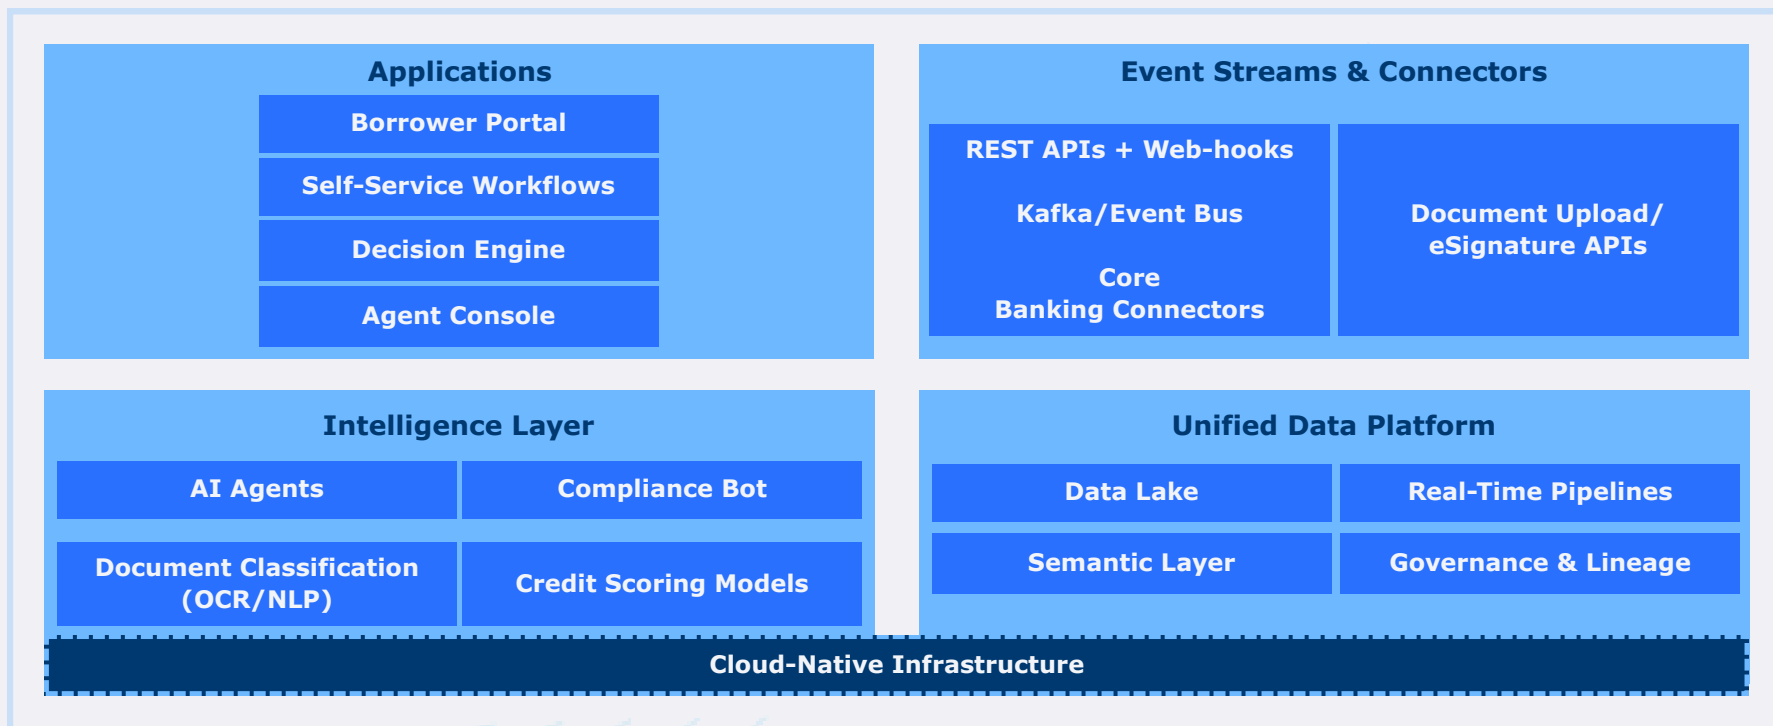 Applications
Borrower Portal
Self-Service Workflows
Decision Engine
Agent Console
Event Streams & Connectors
REST APIs + Web-hooks
Kafka/Event Bus
Core
Banking Connectors
Document Upload/
eSignature APIs
Intelligence Layer
AI Agents
Compliance Bot
Document Classification
(OCR/NLP)
Credit Scoring Models
Unified Data Platform
Data Lake
Real-Time Pipelines
Semantic Layer
Governance & Lineage
Cloud-Native Infrastructure